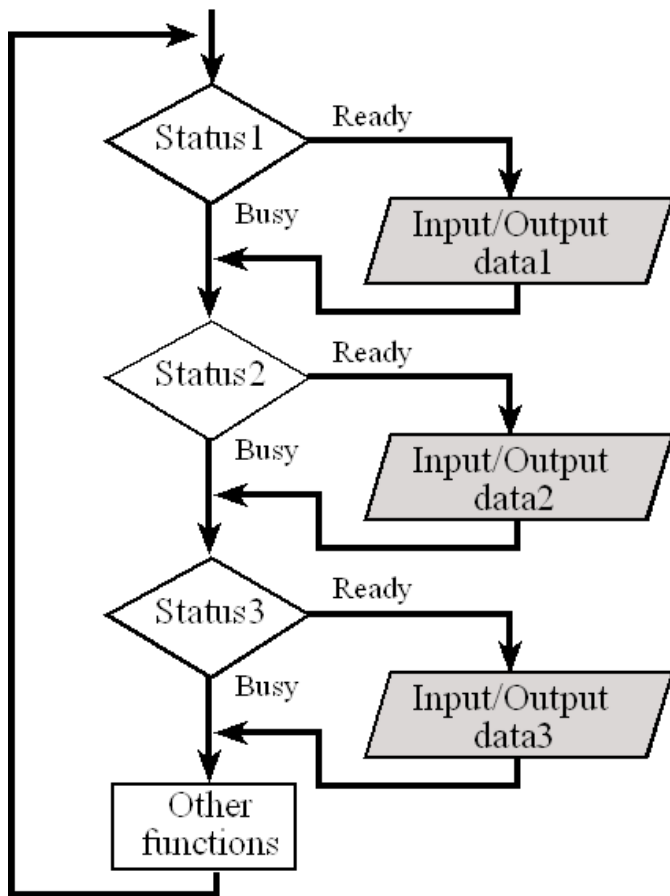 Status1
Ready
Busy
Input/Output
data1
Status2
Ready
Busy
Input/Output
data2
Status3
Ready
Busy
Input/Output
data3
Other
functions